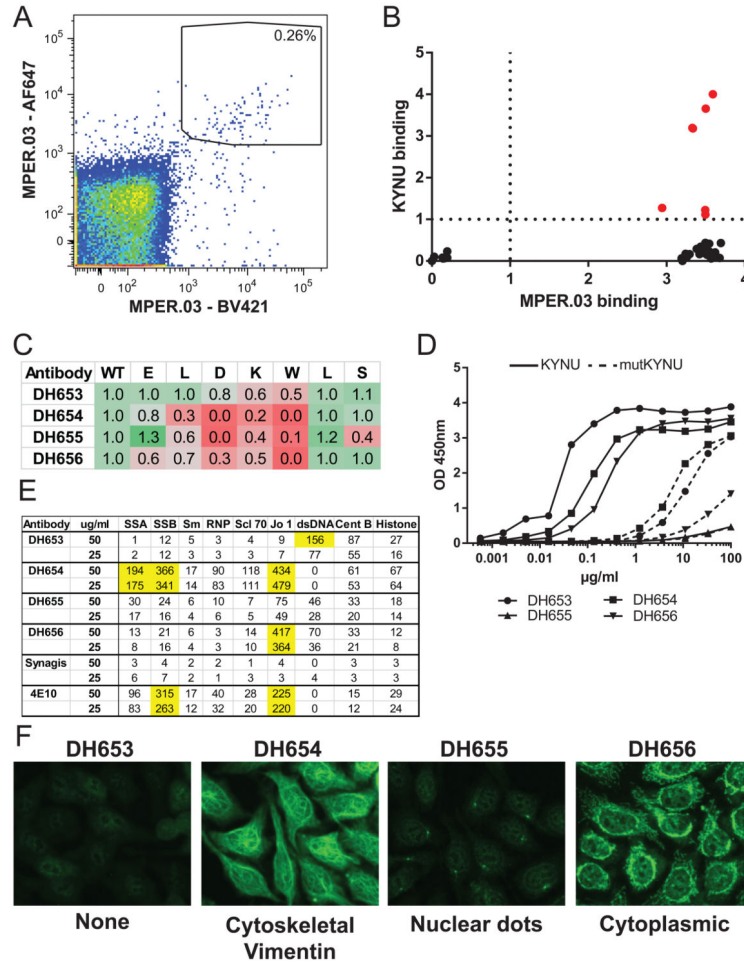 A
0.26%
10^5
10^4
10^3
10^2
0
MPER.03 - AF647
0 10^2 10^3 10^4 10^5
MPER.03 - BV421
B
5
4
3
2
1
0
KYNU binding
0 1 2 3 4
MPER.03 binding
C
Antibody WT E L D K W L S
DH653 1.0 1.0 1.0 0.8 0.6 0.5 1.0 1.1
DH654 1.0 0.8 0.3 0.0 0.2 0.0 1.0 1.0
DH655 1.0 1.3 0.6 0.0 0.4 0.1 1.2 0.4
DH656 1.0 0.6 0.7 0.3 0.5 0.0 1.0 1.0
D
KYNU mutKYNU
5
4
3
2
1
0
OD 450nm
0.001 0.01 0.1 1 10 100
µg/ml
DH653 DH654
DH655 DH656
E
Antibody ug/ml SSA SSB Sm RNP Scl 70 Jo 1 dsDNA Cent B Histone
DH653 50 1 12 5 3 4 9 156 87 27
25 2 12 3 3 3 7 77 55 16
DH654 50 194 366 17 90 118 434 0 61 67
25 175 341 14 83 111 479 0 53 64
DH655 50 30 24 6 10 7 75 46 33 18
25 17 16 4 6 5 49 28 20 14
DH656 50 13 21 6 3 14 417 70 33 12
25 8 16 4 3 10 364 36 21 8
Synagis 50 3 4 2 2 1 4 0 3 3
25 6 7 2 1 3 3 4 3 3
4E10 50 96 315 17 40 28 225 0 15 29
25 83 263 12 32 20 220 0 12 24
F
DH653 DH654 DH655 DH656
None Cytoskeletal Nuclear dots Cytoplasmic
Vimentin